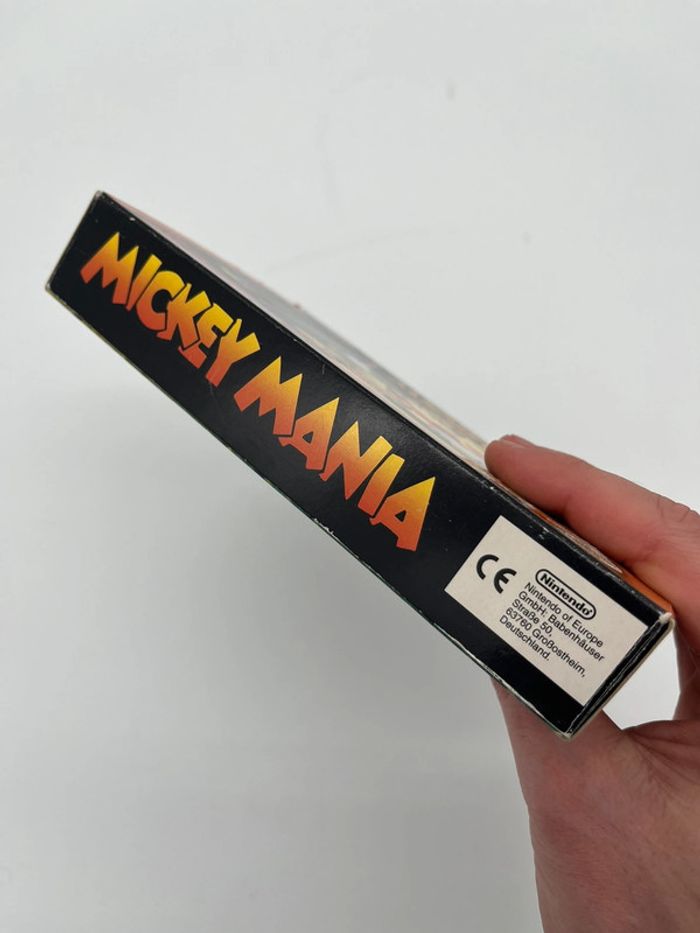 MICKEY MANIA
CE
Nintendo
Nintendo of Europe
GmbH. Babenhäuser
Straße 50,
63760 Großostheim,
Deutschland.